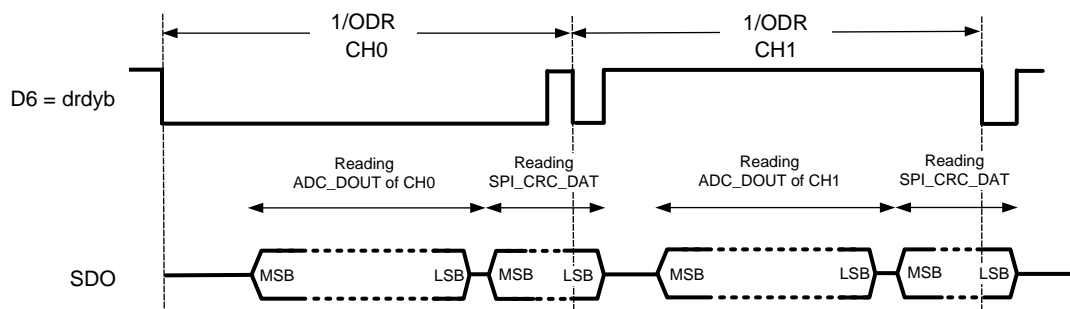 1/ODR
CH0
1/ODR
CH1
D6 = drdyb
Reading
ADC_DOUT of CH0
Reading
SPI_CRC_DAT
Reading
ADC_DOUT of CH1
Reading
SPI_CRC_DAT
SDO
MSB
LSB
MSB
LSB
MSB
LSB
MSB
LSB